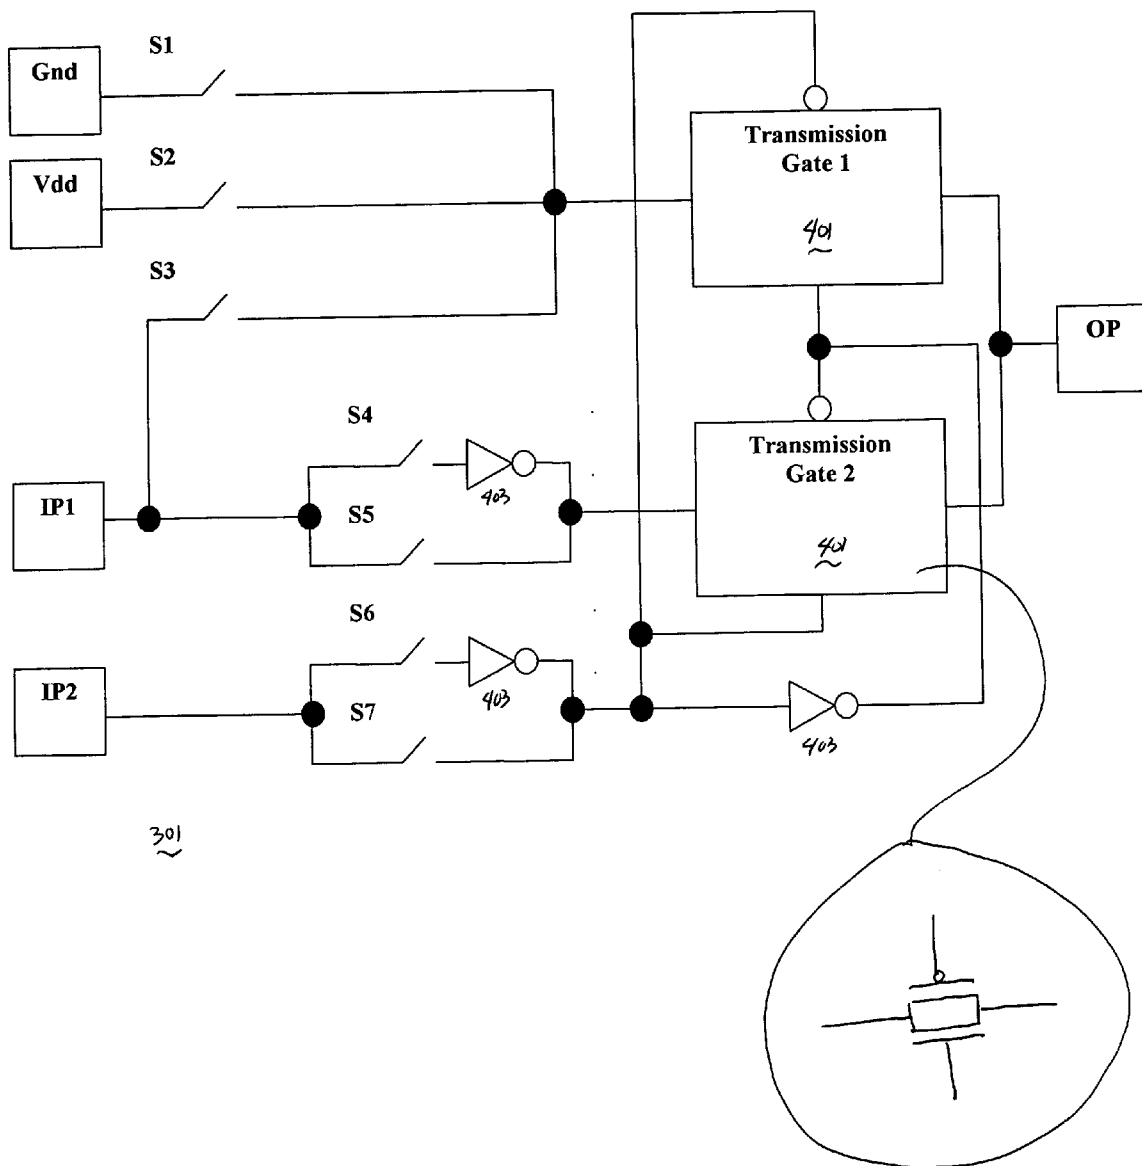 S1
Gnd
S2
Vdd
S3
Transmission
Gate 1
401
OP
S4
Transmission
Gate 2
403
IP1
S5
401
S6
IP2
403
S7
403
301